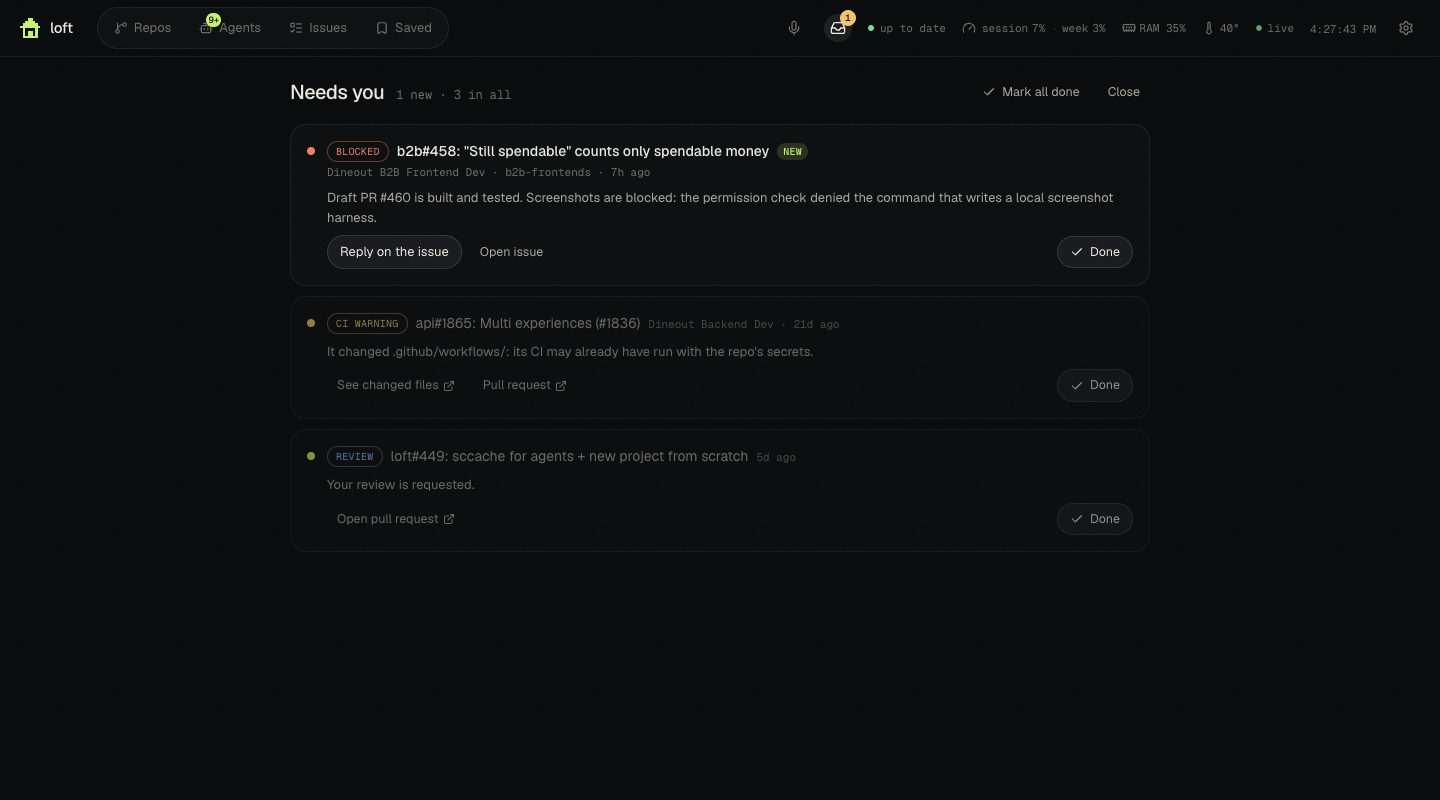 loft
Repos
9+
Agents
Issues
Saved
1
up to date
session 7% · week 3%
RAM 35%
40°
live
4:27:43 PM
Needs you
1 new · 3 in all
Mark all done
Close
BLOCKED
b2b#458: "Still spendable" counts only spendable money
NEW
Dineout B2B Frontend Dev · b2b-frontends · 7h ago
Draft PR #460 is built and tested. Screenshots are blocked: the permission check denied the command that writes a local screenshot
harness.
Reply on the issue
Open issue
Done
CI WARNING
api#1865: Multi experiences (#1836)
Dineout Backend Dev · 21d ago
It changed .github/workflows/: its CI may already have run with the repo's secrets.
See changed files
Pull request
Done
REVIEW
loft#449: sccache for agents + new project from scratch
5d ago
Your review is requested.
Open pull request
Done